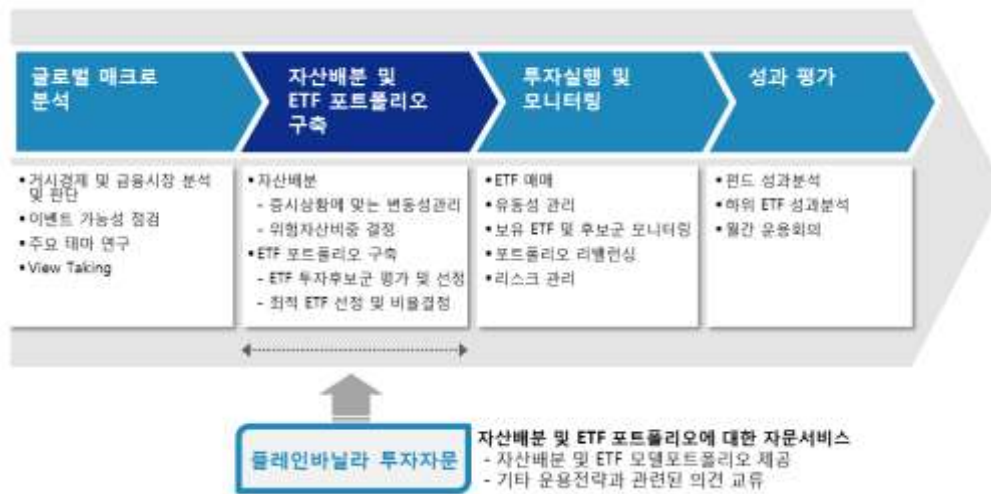 글로벌 매크로
분석
자산배분 및
ETF 포트폴리오
구축
투자실행 및
모니터링
성과 평가
•거시경제 및 금융시장 분석
및 판단
•이벤트 가능성 점검
•주요 테마 연구
•View Taking
•자산배분
- 증시상황에 맞는 변동성관리
- 위험자산비중 결정
•ETF 포트폴리오 구축
- ETF 투자후보군 평가 및 선정
- 최적 ETF 선정 및 비율결정
•ETF 매매
•유동성 관리
•보유 ETF 및 후보군 모니터링
•포트폴리오 리밸런싱
•리스크 관리
•펀드 성과분석
•하위 ETF 성과분석
•월간 운용회의
플레인바닐라 투자자문
자산배분 및 ETF 포트폴리오에 대한 자문서비스
- 자산배분 및 ETF 모델포트폴리오 제공
- 기타 운용전략과 관련된 의견 교류